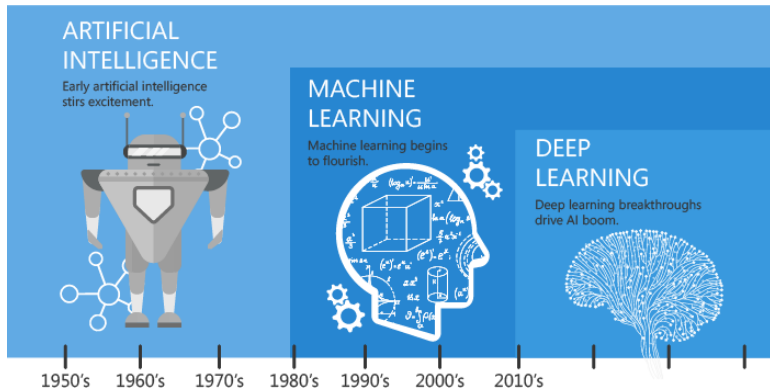 ARTIFICIAL
INTELLIGENCE
Early artificial intelligence
stirs excitement.
MACHINE
LEARNING
Machine learning begins
to flourish.
DEEP
LEARNING
Deep learning breakthroughs
drive AI boom.
1950's 1960's 1970's 1980's 1990's 2000's 2010's